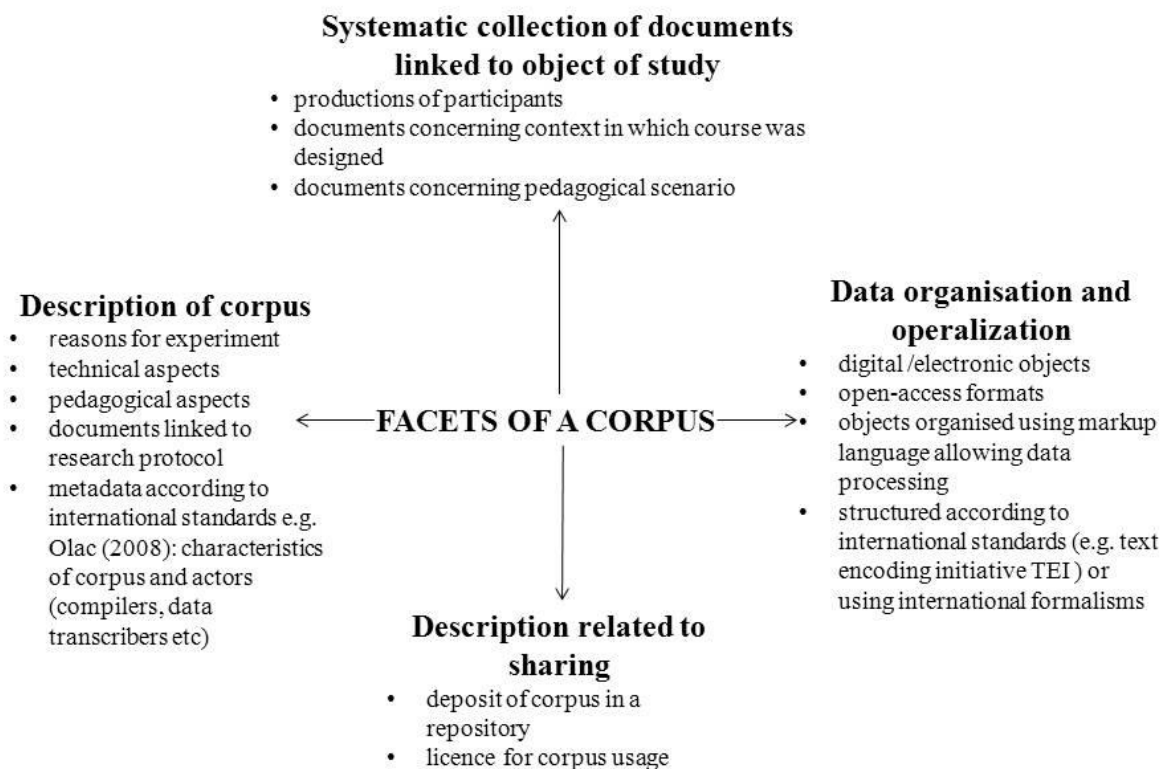 Systematic collection of documents
linked to object of study
• productions of participants
• documents concerning context in which course was
designed
• documents concerning pedagogical scenario
Description of corpus
• reasons for experiment
• technical aspects
• pedagogical aspects
• documents linked to
research protocol
• metadata according to
international standards e.g.
Olac (2008): characteristics
of corpus and actors
(compilers, data
transcribers etc)
FACETS OF A CORPUS
Data organisation and
operalization
• digital /electronic objects
• open-access formats
• objects organised using markup
language allowing data
processing
• structured according to
international standards (e.g. text
encoding initiative TEI ) or
using international formalisms
Description related to
sharing
• deposit of corpus in a
repository
• licence for corpus usage